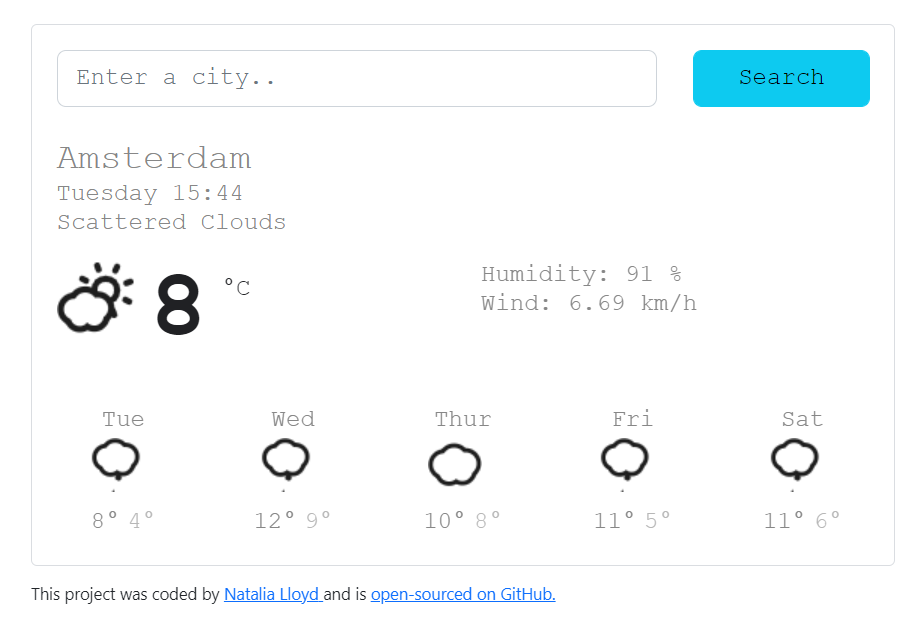 Enter a city..
Search
Amsterdam
Tuesday 15:44
Scattered Clouds
8 °C
Humidity: 91 %
Wind: 6.69 km/h
Tue Wed Thur Fri Sat
8° 4° 12° 9° 10° 8° 11° 5° 11° 6°
This project was coded by Natalia Lloyd and is open-sourced on GitHub.